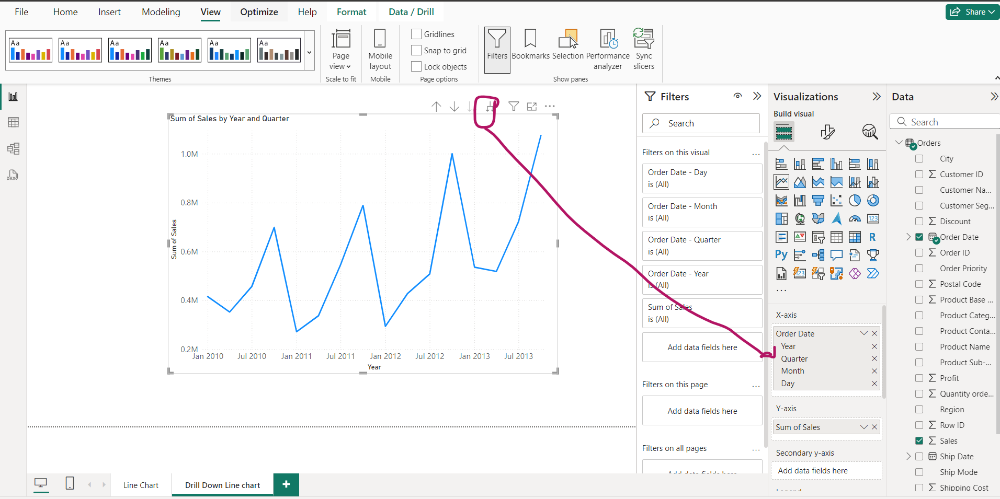 File Home Insert Modeling View Optimize Help Format Data / Drill Share
Aa Aa Aa Aa Aa Aa
Themes
Page view
Scale to fit
Mobile layout
Mobile
Gridlines
Snap to grid
Lock objects
Page options
Filters
Bookmarks
Selection
Performance analyzer
Sync slicers
Show panes
DAX
Sum of Sales by Year and Quarter
Sum of Sales
1.0M
0.8M
0.6M
0.4M
0.2M
Jan 2010 Jul 2010 Jan 2011 Jul 2011 Jan 2012 Jul 2012 Jan 2013 Jul 2013
Year
Filters
Search
Filters on this visual ...
Order Date - Day
is (All)
Order Date - Month
is (All)
Order Date - Quarter
is (All)
Order Date - Year
is (All)
Sum of Sales
is (All)
Add data fields here
Filters on this page ...
Add data fields here
Filters on all pages ...
Visualizations
Build visual
123
R
Py
123
...
X-axis
Order Date
Year
Quarter
Month
Day
Y-axis
Sum of Sales
Secondary y-axis
Add data fields here
Data
Search
Orders
City
Customer ID
Customer Na...
Customer Seg...
Discount
Order Date
Order ID
Order Priority
Postal Code
Product Base ...
Product Categ...
Product Conta...
Product Name
Product Sub-...
Profit
Quantity orde...
Region
Row ID
Sales
Ship Date
Ship Mode
Shipping Cost
Line Chart
Drill Down Line chart